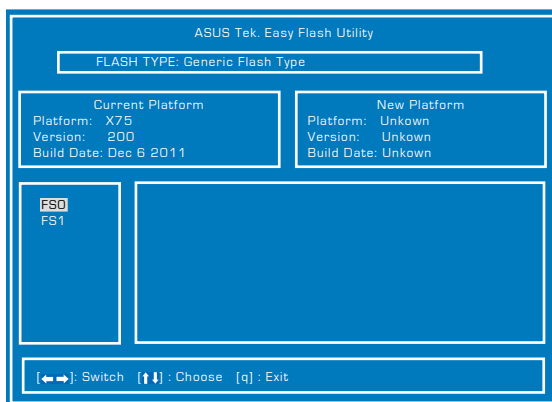 ASUS Tek. Easy Flash Utility
FLASH TYPE: Generic Flash Type
Current Platform
Platform: X75
Version: 200
Build Date: Dec 6 2011
New Platform
Platform: Unkown
Version: Unkown
Build Date: Unkown
FS0
FS1
[←→]: Switch [↑↓] : Choose [q] : Exit